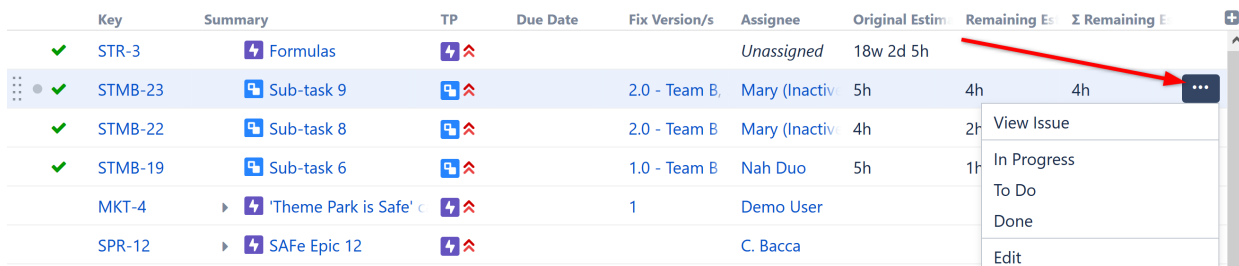 Key Summary TP Due Date Fix Version/s Assignee Original Estim Remaining Es Σ Remaining E
STR-3 Formulas Unassigned 18w 2d 5h
STMB-23 Sub-task 9 2.0 - Team B, Mary (Inactiv 5h 4h 4h
STMB-22 Sub-task 8 2.0 - Team B Mary (Inactiv 4h 2h
View Issue
STMB-19 Sub-task 6 1.0 - Team B Nah Duo 5h 1h
In Progress
To Do
MKT-4 'Theme Park is Safe' 1 Demo User
Done
SPR-12 SAFe Epic 12 C. Bacca
Edit